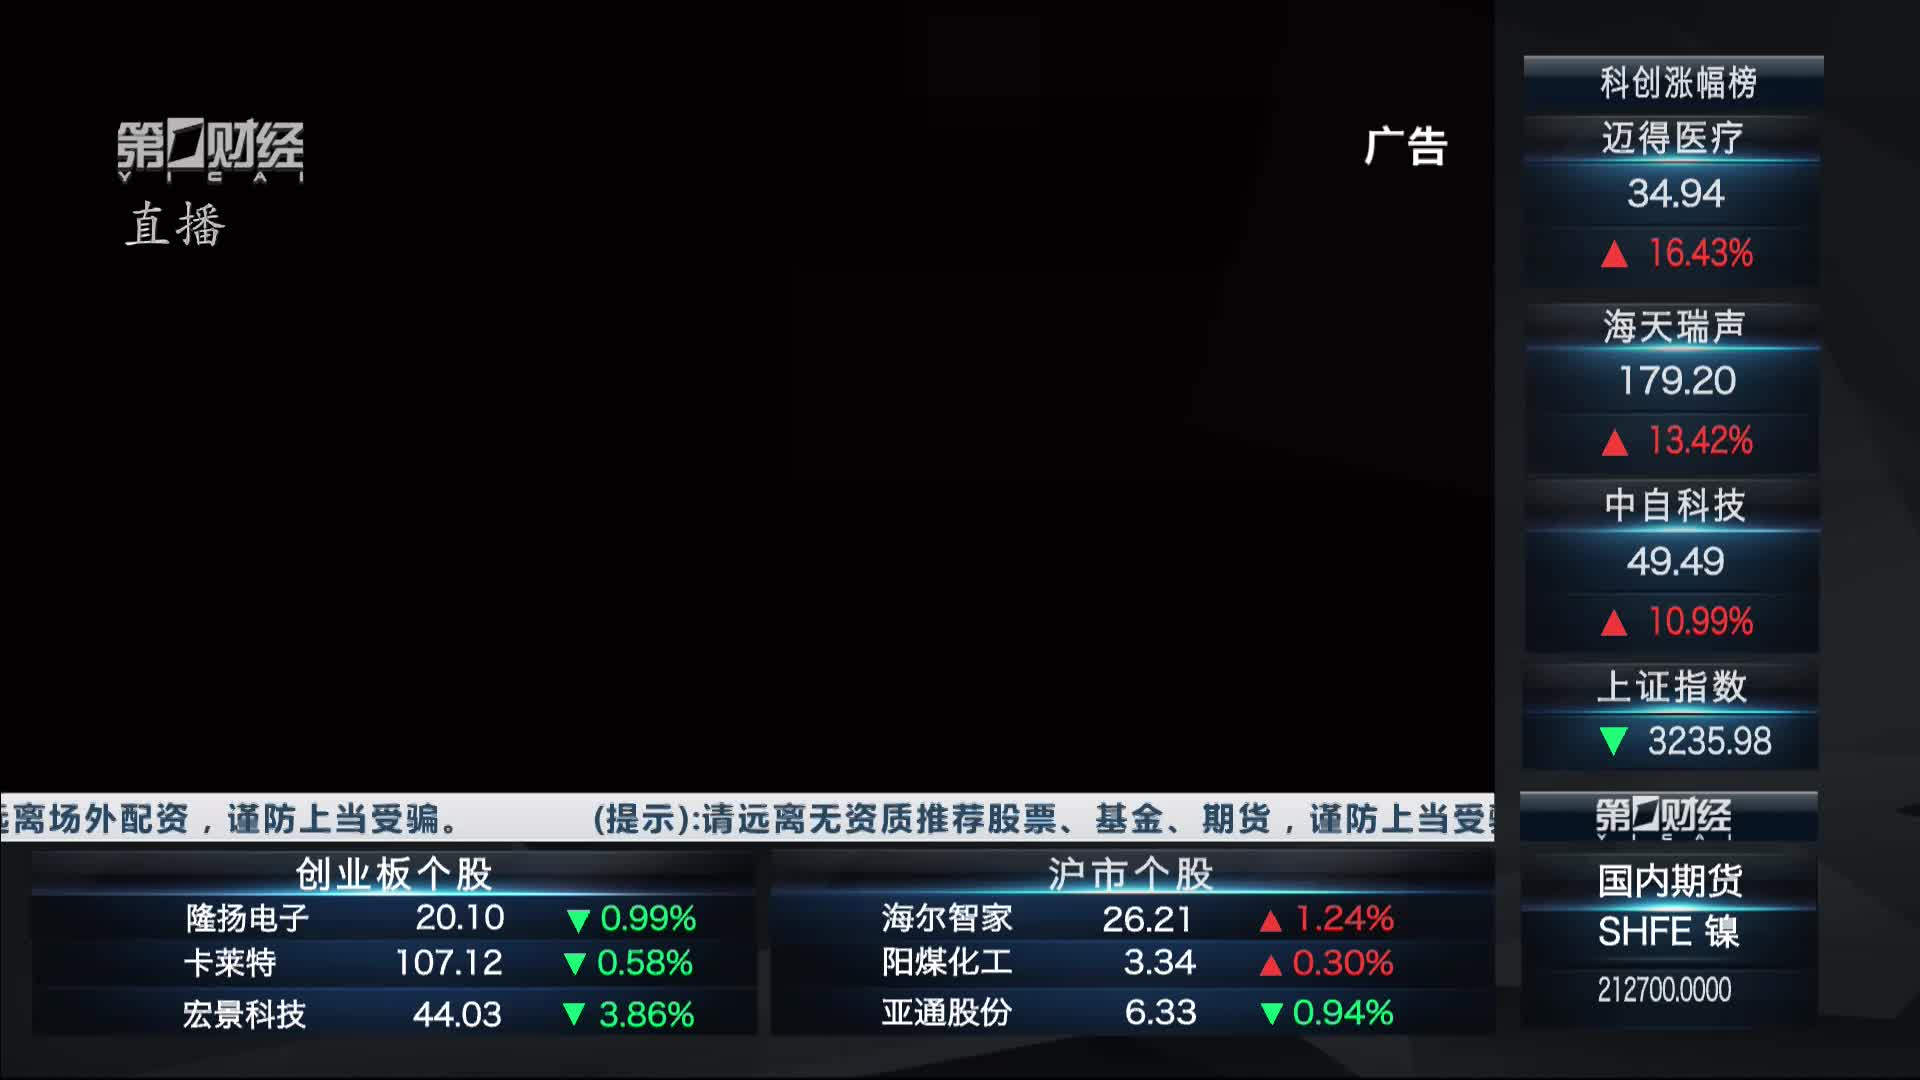 第一财经
YICAI
直播
广告
科创涨幅榜
迈得医疗
34.94
▲ 16.43%
海天瑞声
179.20
▲ 13.42%
中自科技
49.49
▲ 10.99%
上证指数
▼ 3235.98
离场外配资，谨防上当受骗。 (提示):请远离无资质推荐股票、基金、期货，谨防上当受
创业板个股
隆扬电子 20.10 ▼ 0.99%
卡莱特 107.12 ▼ 0.58%
宏景科技 44.03 ▼ 3.86%
沪市个股
海尔智家 26.21 ▲ 1.24%
阳煤化工 3.34 ▲ 0.30%
亚通股份 6.33 ▼ 0.94%
第一财经
YICAI
国内期货
SHFE 镍
212700.0000